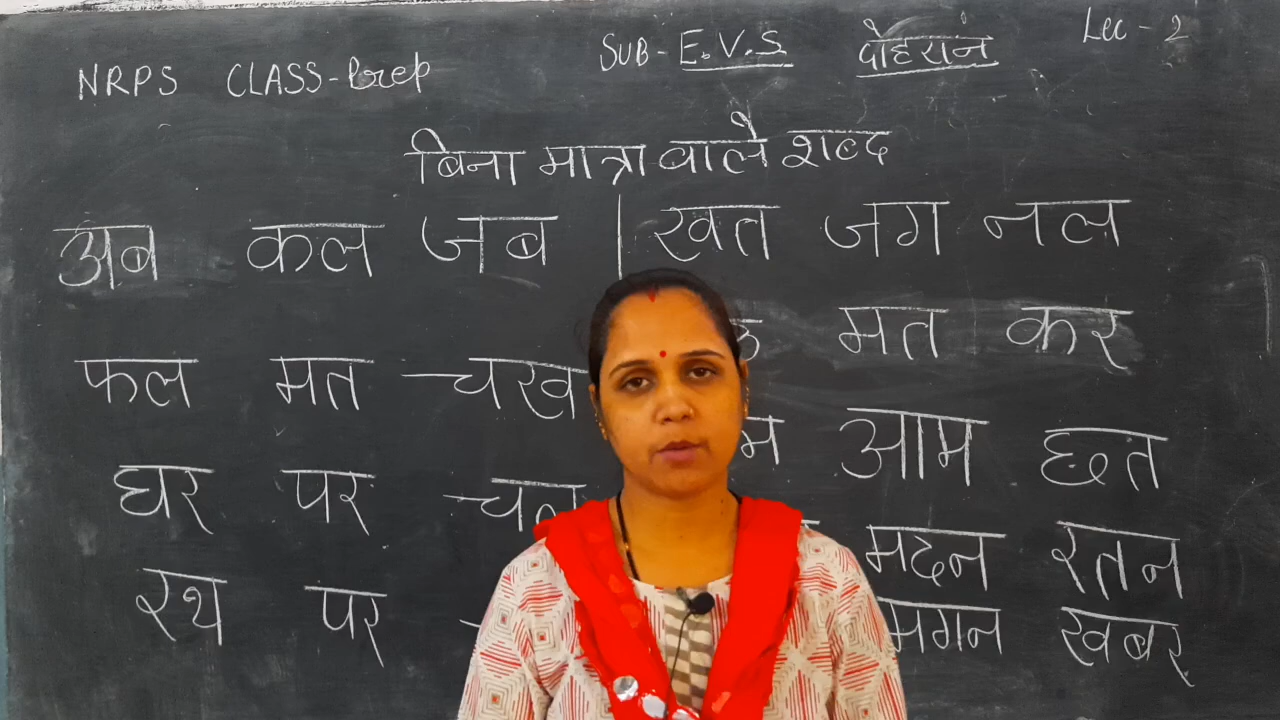 NRPS CLASS-Prep SUB-E.V.S दोहरान Lec-2
बिना मात्रा वाले शब्द
अब कल जब | खत जग नल
फल मत चख मत कर
घर पर आम छत
मदन रतन
रथ पर मगन खबर